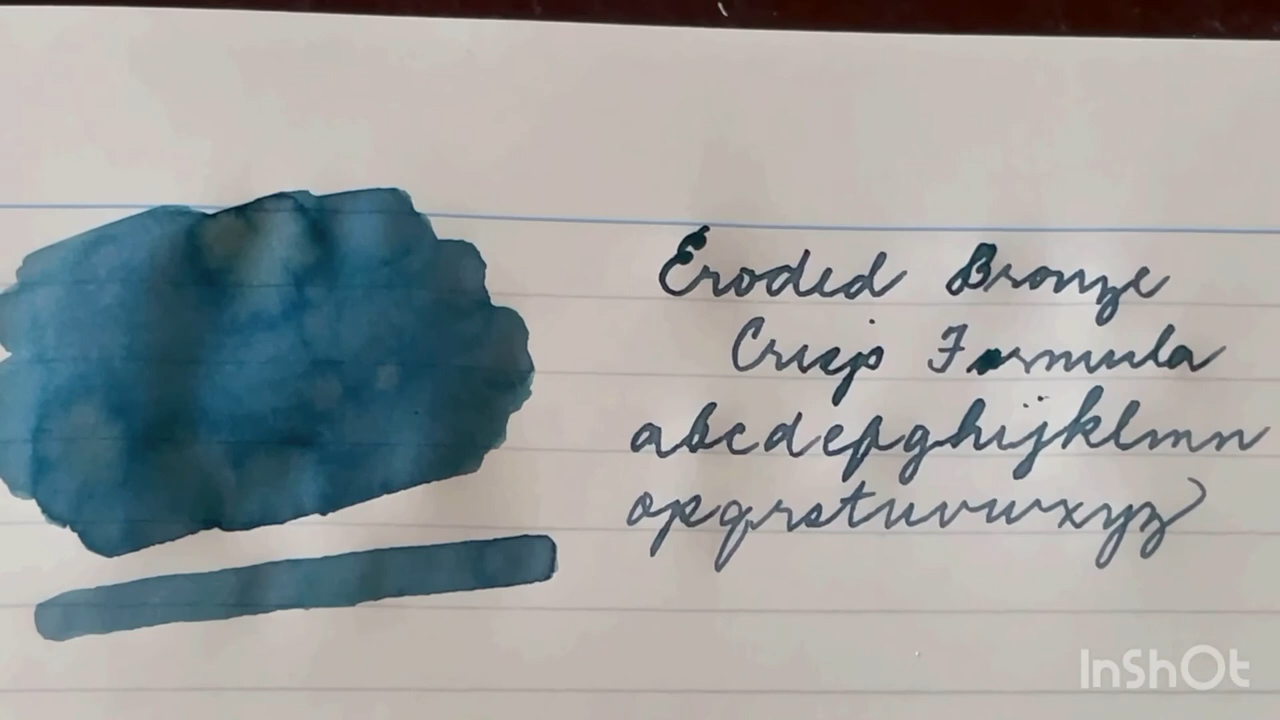 Eroded Bronze
Crisp Formula
abcdefghijklmn
opqrstuvwxyz
InShOt